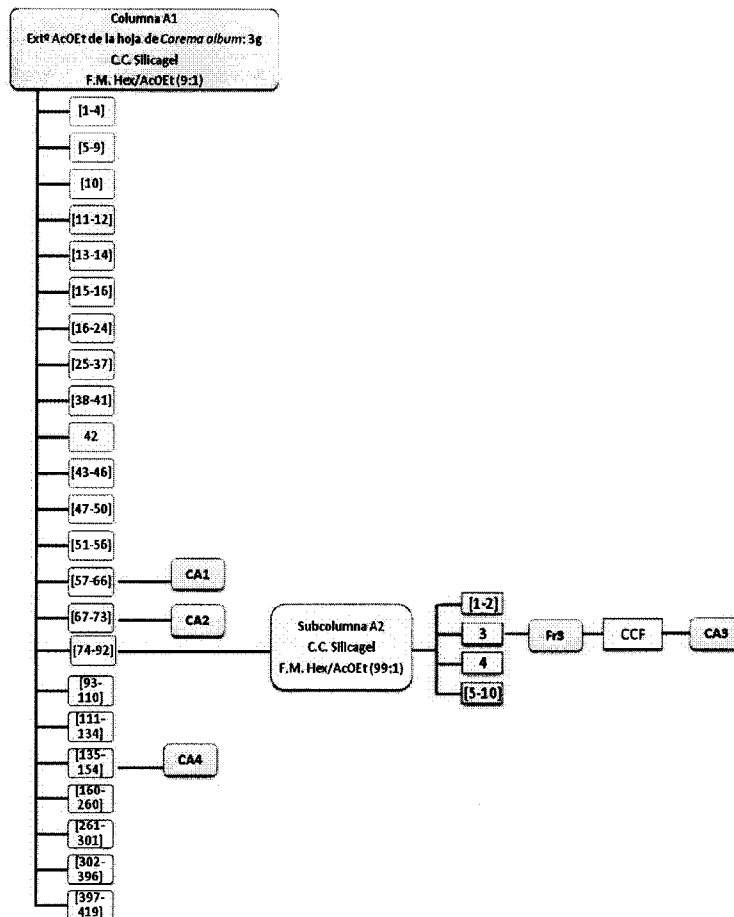 Columna A1
Extº AcOEt de la hoja de Corema album: 3g
C.C. Silicagel
F.M. Hex/AcOEt (9:1)
[1-4]
[5-9]
[10]
[11-12]
[13-14]
[15-16]
[16-24]
[25-37]
[38-41]
42
[43-46]
[47-50]
[51-56]
[57-66]
CA1
[67-73]
CA2
[74-92]
Subcolumna A2
C.C. Silicagel
F.M. Hex/AcOEt (99:1)
[1-2]
3
Fr3
CCF
CA3
4
[5-10]
[93-
110]
[111-
134]
[135-
154]
CA4
[160-
260]
[261-
301]
[302-
396]
[397-
419]